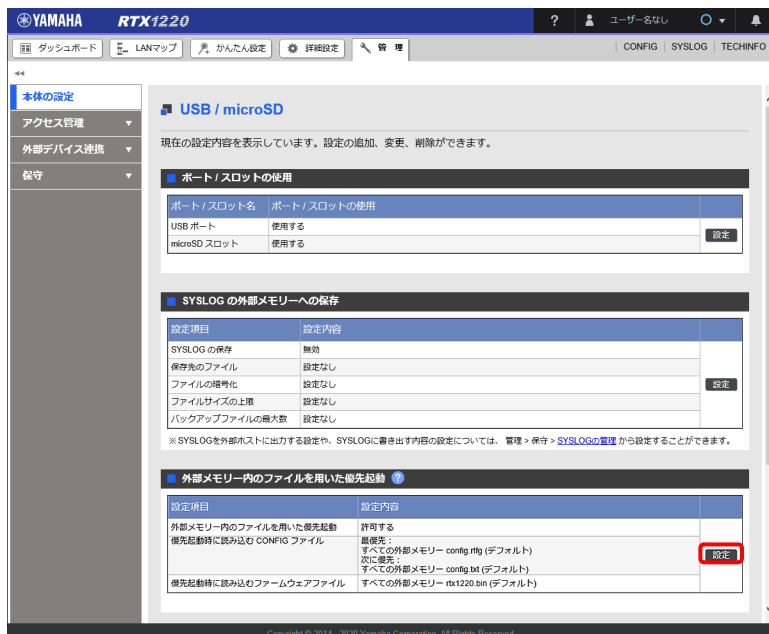 YAMAHA RTX1220 ? ユーザー名なし
ダッシュボード LANマップ かんたん設定 詳細設定 管理 CONFIG SYSLOG TECHINFO
本体の設定
アクセス管理
外部デバイス連携
保守
USB / microSD
現在の設定内容を表示しています。設定の追加、変更、削除ができます。
ポート / スロットの使用
ポート / スロット名 ポート / スロットの使用
USB ポート 使用する
microSD スロット 使用する
設定
SYSLOG の外部メモリーへの保存
設定項目 設定内容
SYSLOG の保存 無効
保存先のファイル 設定なし
ファイルの暗号化 設定なし
設定
ファイルサイズの上限 設定なし
バックアップファイルの最大数 設定なし
※ SYSLOGを外部ホストに出力する設定や、SYSLOGに書き出す内容の設定については、 管理 > 保守 > SYSLOGの管理 から設定することができます。
外部メモリー内のファイルを用いた優先起動 ?
設定項目 設定内容
外部メモリー内のファイルを用いた優先起動 許可する
優先起動時に読み込む CONFIG ファイル 最優先 :
すべての外部メモリー config.rtfg (デフォルト)
次に優先 :
すべての外部メモリー config.txt (デフォルト)
設定
優先起動時に読み込むファームウェアファイル すべての外部メモリー rtx1220.bin (デフォルト)
Copyright © 2014 - 2020 Yamaha Corporation. All Rights Reserved.